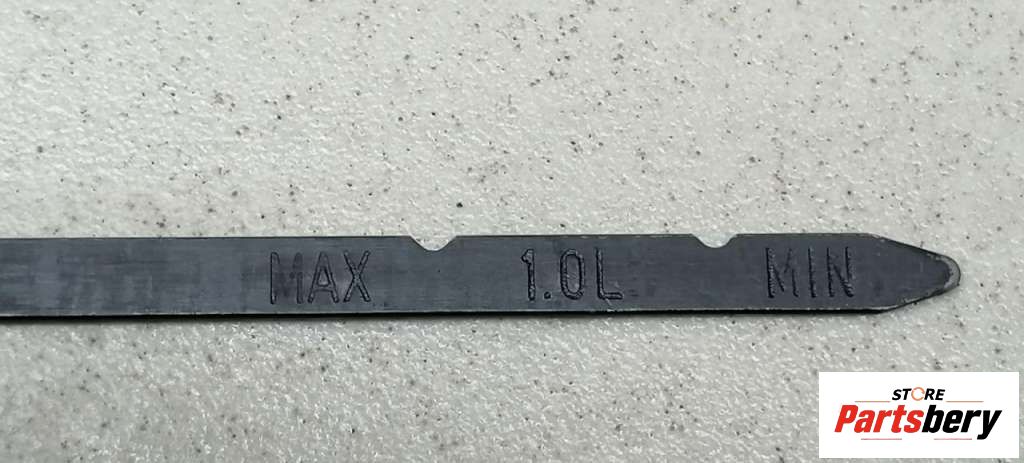 MAX 1.0L MIN
STORE
Partsbery